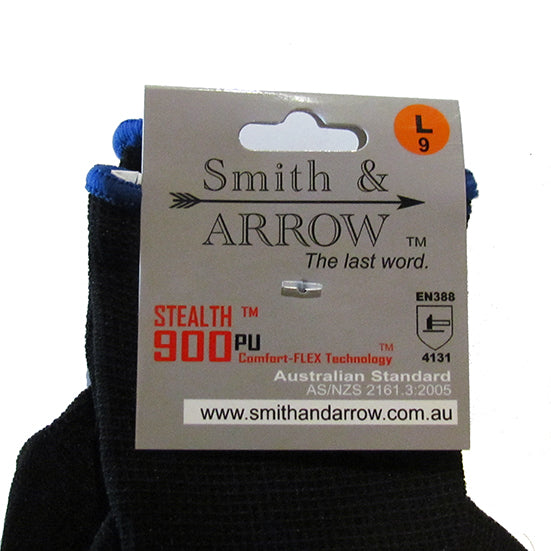 L
9
Smith &
ARROW TM
The last word.
EN388
4131
STEALTH TM
900PU
Comfort-FLEX Technology TM
Australian Standard
AS/NZS 2161.3:2005
www.smithandarrow.com.au